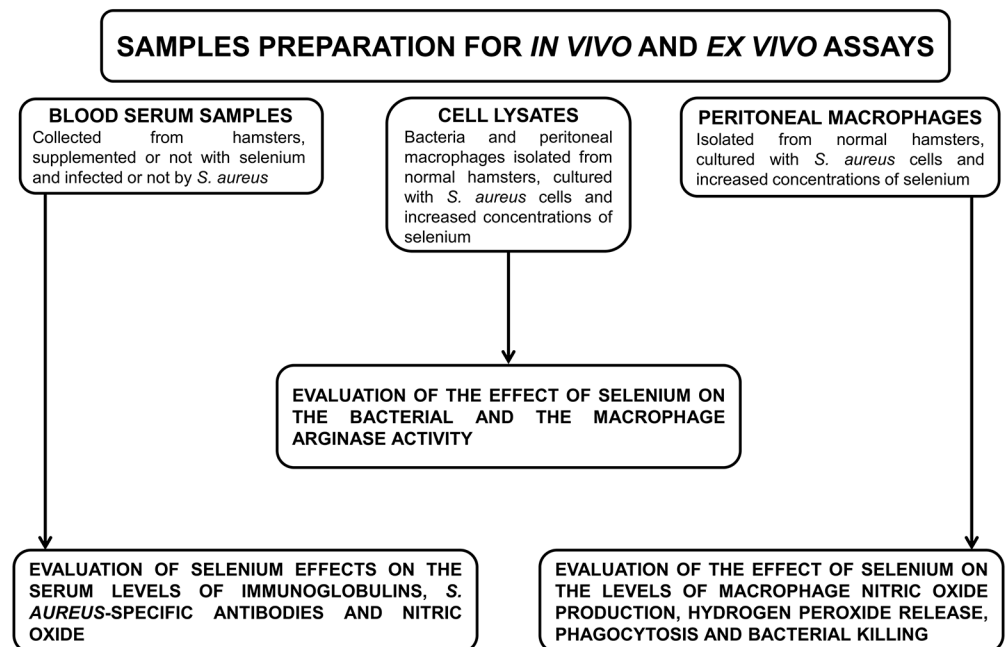 SAMPLES PREPARATION FOR IN VIVO AND EX VIVO ASSAYS
BLOOD SERUM SAMPLES
Collected from hamsters,
supplemented or not with selenium
and infected or not by S. aureus
CELL LYSATES
Bacteria and peritoneal
macrophages isolated from
normal hamsters, cultured
with S. aureus cells and
increased concentrations of
selenium
PERITONEAL MACROPHAGES
Isolated from normal hamsters,
cultured with S. aureus cells and
increased concentrations of selenium
EVALUATION OF THE EFFECT OF SELENIUM ON
THE BACTERIAL AND THE MACROPHAGE
ARGINASE ACTIVITY
EVALUATION OF SELENIUM EFFECTS ON THE
SERUM LEVELS OF IMMUNOGLOBULINS, S.
AUREUS-SPECIFIC ANTIBODIES AND NITRIC
OXIDE
EVALUATION OF THE EFFECT OF SELENIUM ON
THE LEVELS OF MACROPHAGE NITRIC OXIDE
PRODUCTION, HYDROGEN PEROXIDE RELEASE,
PHAGOCYTOSIS AND BACTERIAL KILLING